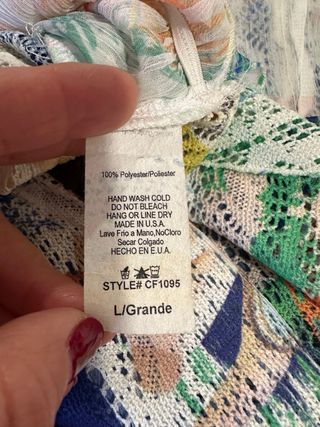 100% Polyester/Poliester
HAND WASH COLD
DO NOT BLEACH
HANG OR LINE DRY
MADE IN U.S.A.
Lave Frio a Mano,NoCloro
Secar Colgado
HECHO EN E.U.A.
STYLE# CF1095
L/Grande